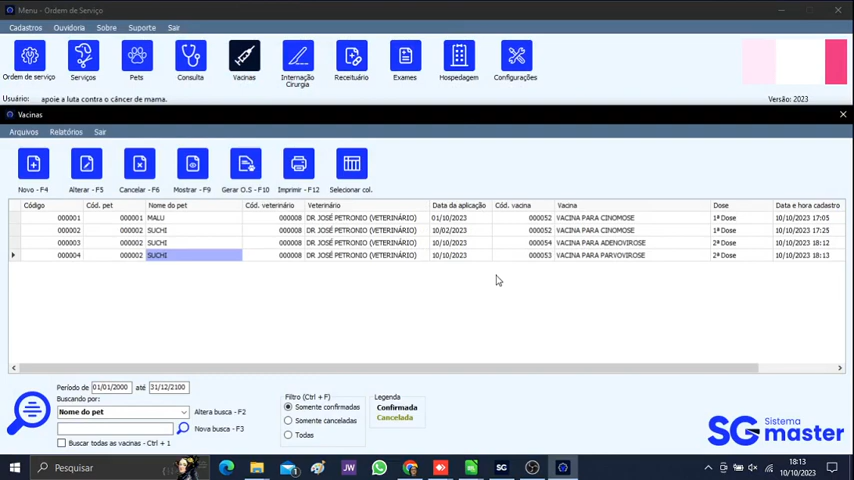 Menu - Ordem de Serviço
Cadastros Ouvidoria Sobre Suporte Sair
Ordem de serviço Serviços Pets Consulta Vacinas Internação Cirurgia Receituário Exames Hospedagem Configurações
Usuário: apoie a luta contra o câncer de mama. Versão: 2023
Vacinas
Arquivos Relatórios Sair
Novo - F4 Alterar - F5 Cancelar - F6 Mostrar - F9 Gerar O.S - F10 Imprimir - F12 Selecionar col.
Código Cód. pet Nome do pet Cód. veterinário Veterinário Data da aplicação Cód. vacina Vacina Dose Data e hora cadastro
000001 000001 MALU 000008 DR JOSÉ PETRONIO (VETERINÁRIO) 01/10/2023 000052 VACINA PARA CINOMOSE 1ª Dose 10/10/2023 17:05
000002 000002 SUCHI 000008 DR JOSÉ PETRONIO (VETERINÁRIO) 10/02/2023 000052 VACINA PARA CINOMOSE 1ª Dose 10/10/2023 17:25
000003 000002 SUCHI 000008 DR JOSÉ PETRONIO (VETERINÁRIO) 10/10/2023 000054 VACINA PARA ADENOVIROSE 2ª Dose 10/10/2023 18:12
000004 000002 SUCHI 000008 DR JOSÉ PETRONIO (VETERINÁRIO) 10/10/2023 000053 VACINA PARA PARVOVIROSE 2ª Dose 10/10/2023 18:13
Período de 01/01/2000 até 31/12/2100
Buscando por:
Nome do pet Altera busca - F2
Nova busca - F3
Buscar todas as vacinas - Ctrl + 1
Filtro (Ctrl + F)
Somente confirmadas
Somente canceladas
Todas
Legenda
Confirmada
Cancelada
SG Sistema master
Pesquisar
1
JW
SG
18:13
10/10/2023